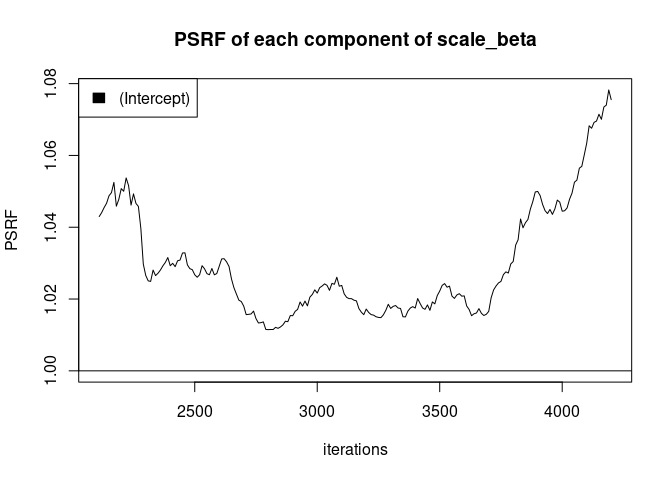 PSRF of each component of scale_beta
(Intercept)
PSRF
1.08
1.06
1.04
1.02
1.00
2500 3000 3500 4000
iterations